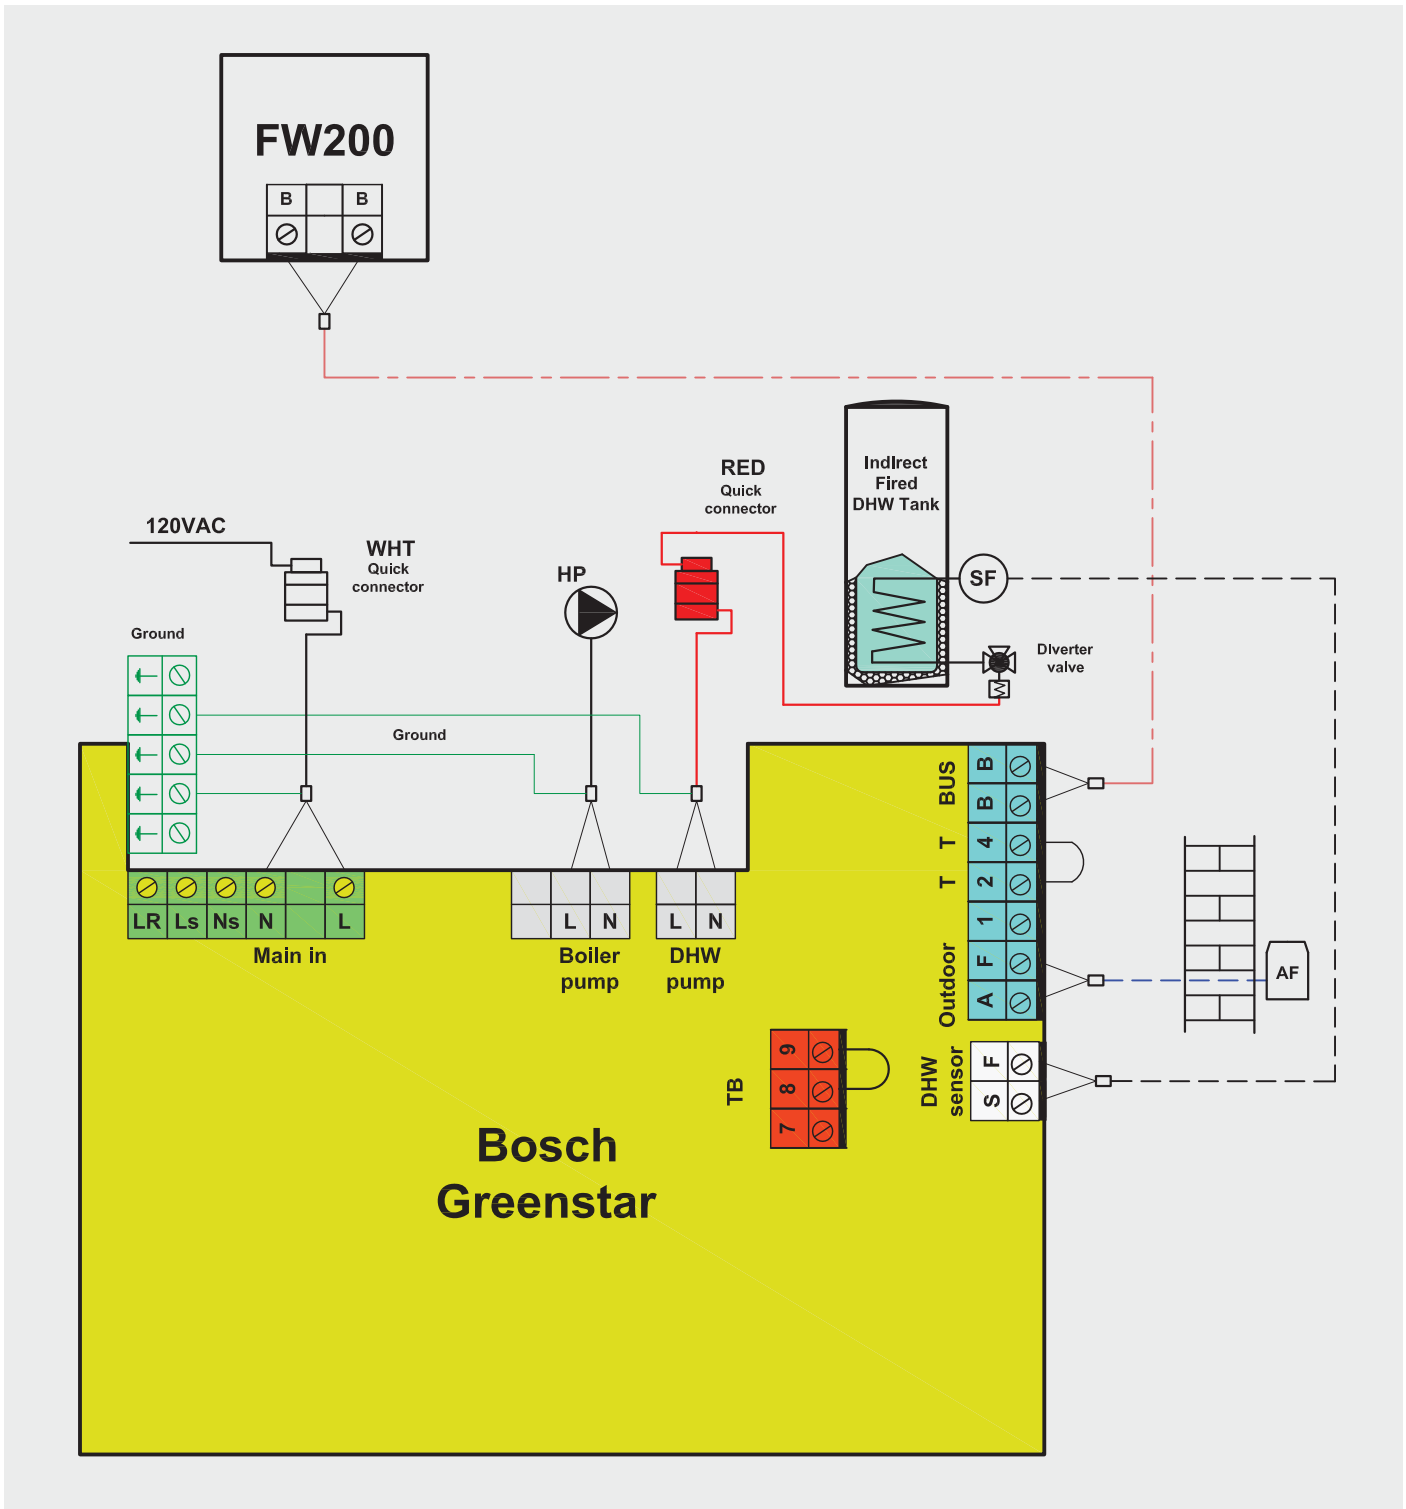 FW200
B B
RED
Quick
connector
Indirect
Fired
DHW Tank
120VAC
WHT
Quick
connector
HP
SF
Ground
Diverter
valve
Ground
BUS
B
B
T
4
T
2
1
Outdoor
F
A
LR Ls Ns N L
Main in
L N
Boiler
pump
L N
DHW
pump
AF
TB
9
8
7
DHW
sensor
F
S
Bosch
Greenstar